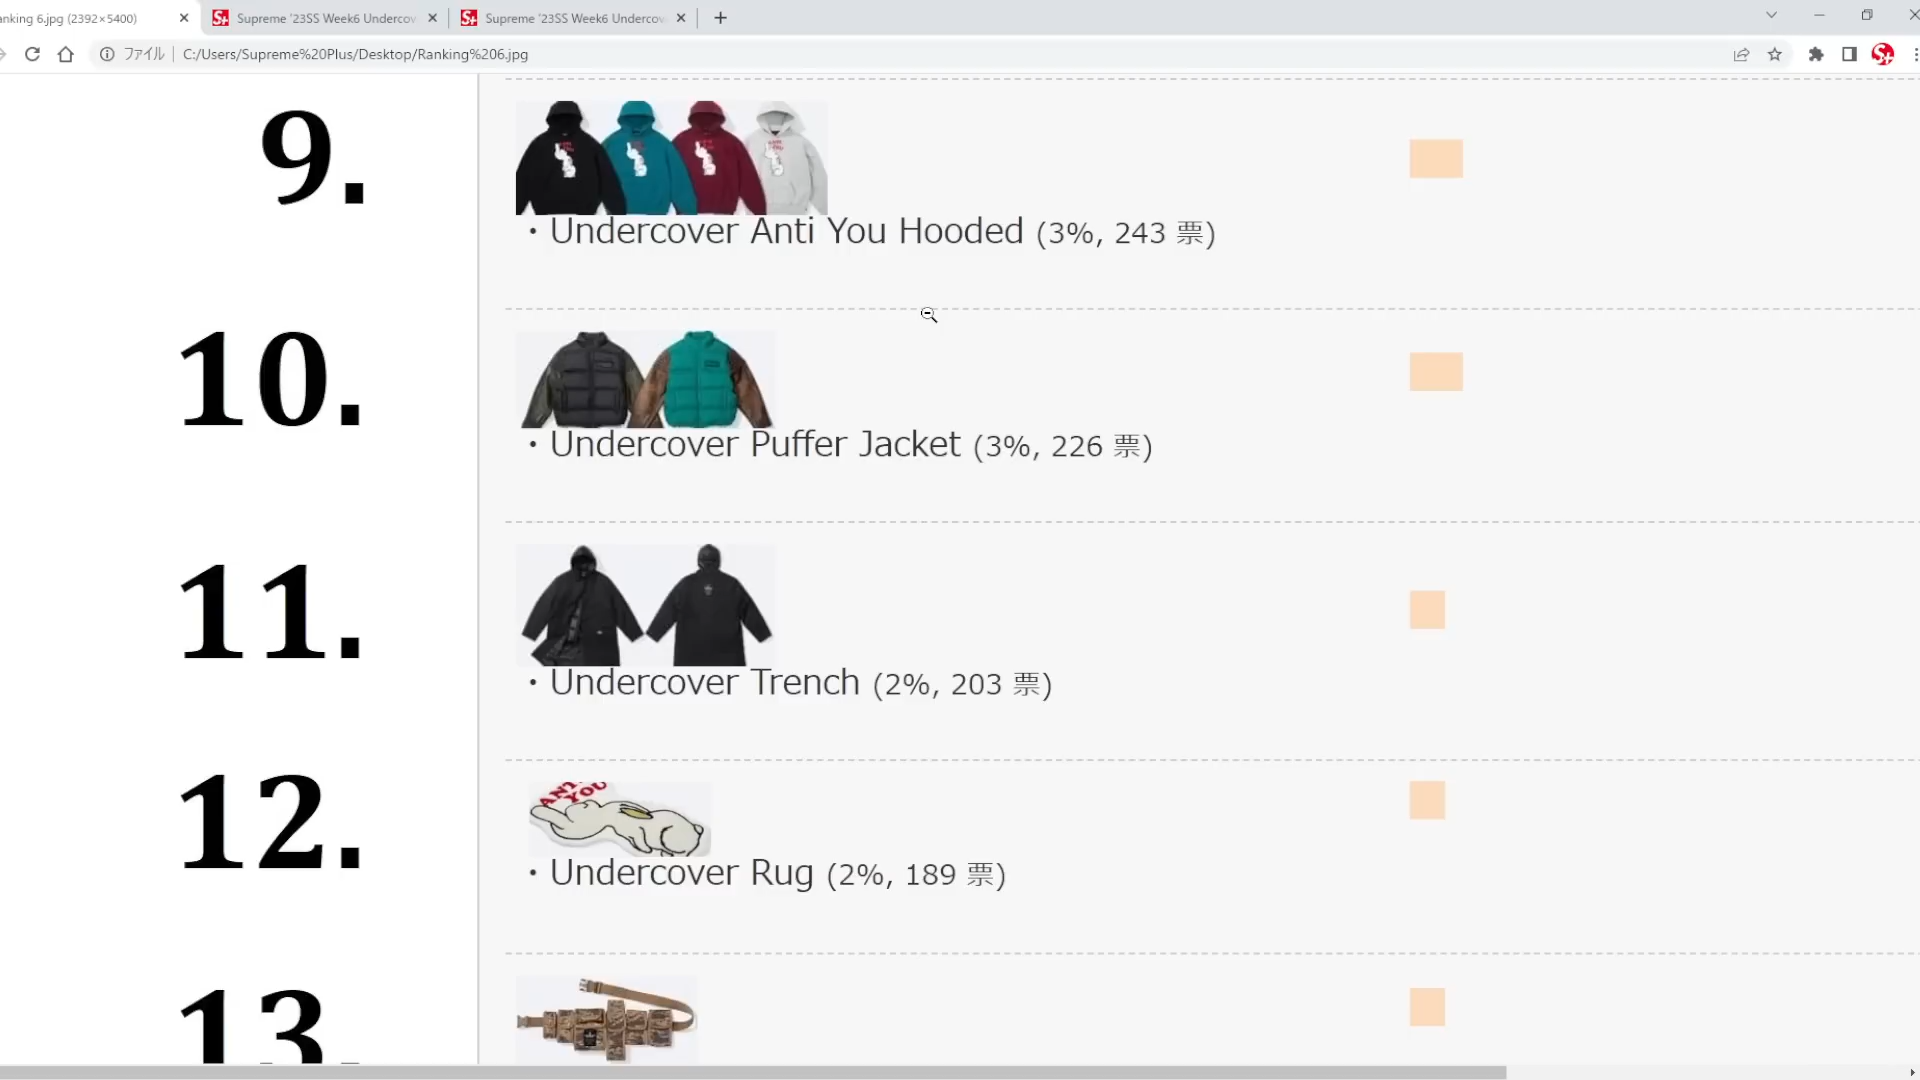 anking 6.jpg (2392×5400)
Supreme '23SS Week6 Undercov
Supreme '23SS Week6 Undercov
ファイル
C:/Users/Supreme%20Plus/Desktop/Ranking%206.jpg
9.
・Undercover Anti You Hooded (3%, 243 票)
10.
・Undercover Puffer Jacket (3%, 226 票)
11.
・Undercover Trench (2%, 203 票)
12.
ANTI
YOU
・Undercover Rug (2%, 189 票)
13.